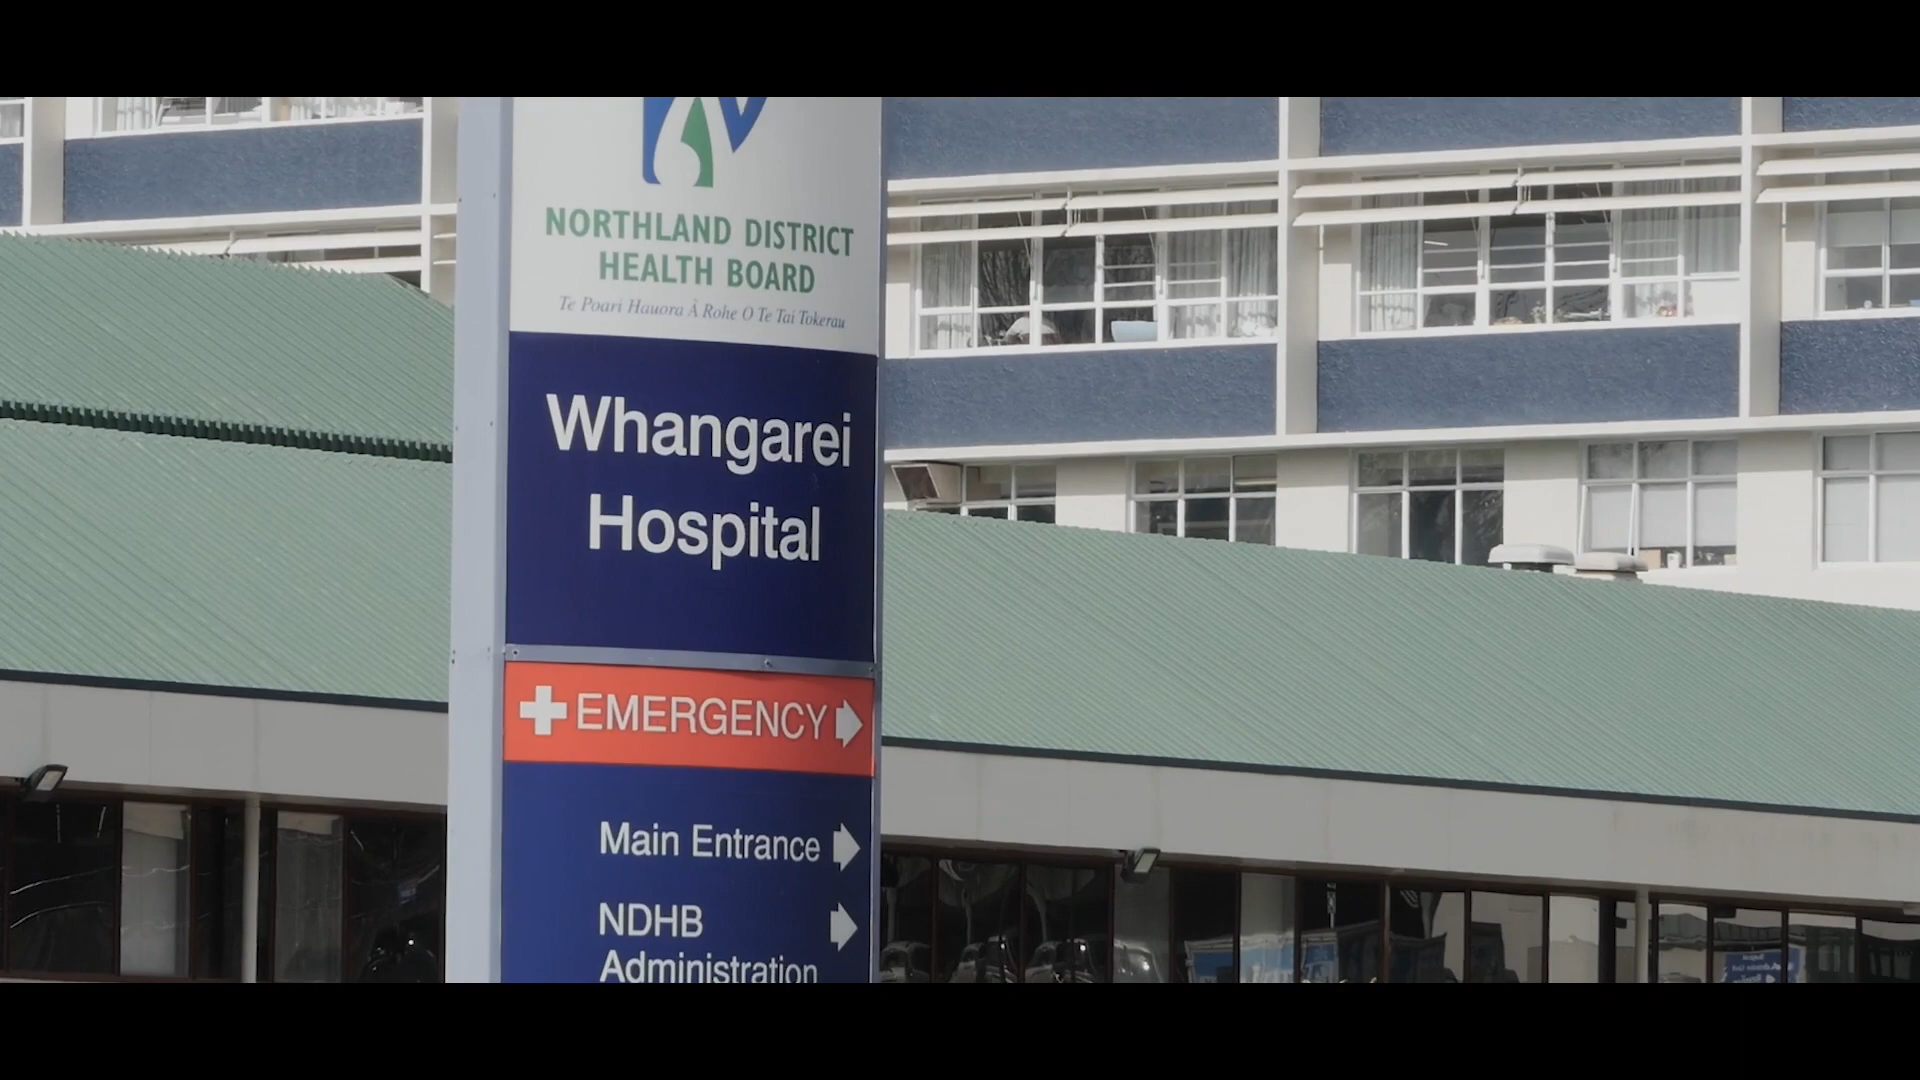 NORTHLAND DISTRICT
HEALTH BOARD
Te Poari Hauora Ā Rohe O Te Tai Tokerau
Whangarei
Hospital
EMERGENCY
Main Entrance
NDHB
Administration